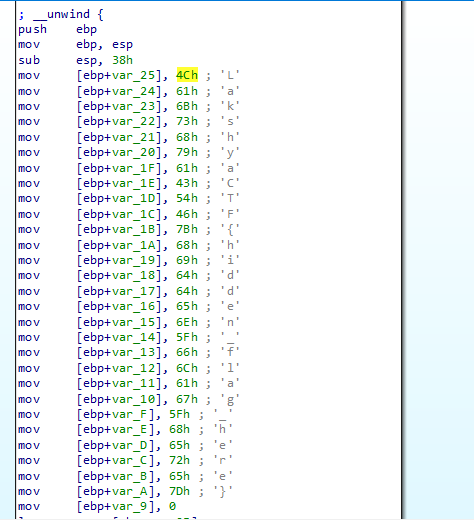 ; __unwind {
push ebp
mov ebp, esp
sub esp, 38h
mov [ebp+var_25], 4Ch ; 'L'
mov [ebp+var_24], 61h ; 'a'
mov [ebp+var_23], 6Bh ; 'k'
mov [ebp+var_22], 73h ; 's'
mov [ebp+var_21], 68h ; 'h'
mov [ebp+var_20], 79h ; 'y'
mov [ebp+var_1F], 61h ; 'a'
mov [ebp+var_1E], 43h ; 'C'
mov [ebp+var_1D], 54h ; 'T'
mov [ebp+var_1C], 46h ; 'F'
mov [ebp+var_1B], 7Bh ; '{'
mov [ebp+var_1A], 68h ; 'h'
mov [ebp+var_19], 69h ; 'i'
mov [ebp+var_18], 64h ; 'd'
mov [ebp+var_17], 64h ; 'd'
mov [ebp+var_16], 65h ; 'e'
mov [ebp+var_15], 6Eh ; 'n'
mov [ebp+var_14], 5Fh ; '_'
mov [ebp+var_13], 66h ; 'f'
mov [ebp+var_12], 6Ch ; 'l'
mov [ebp+var_11], 61h ; 'a'
mov [ebp+var_10], 67h ; 'g'
mov [ebp+var_F], 5Fh ; '_'
mov [ebp+var_E], 68h ; 'h'
mov [ebp+var_D], 65h ; 'e'
mov [ebp+var_C], 72h ; 'r'
mov [ebp+var_B], 65h ; 'e'
mov [ebp+var_A], 7Dh ; '}'
mov [ebp+var_9], 0